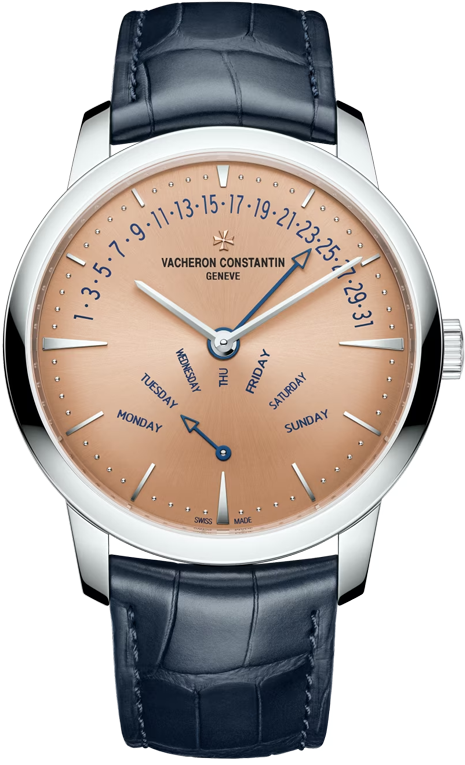 1·3·5·7·9·11·13·15·17·19·21·23·25·27·29·31
VACHERON CONSTANTIN
GENEVE
MONDAY
TUESDAY
WEDNESDAY
THU
FRIDAY
SATURDAY
SUNDAY
SWISS MADE